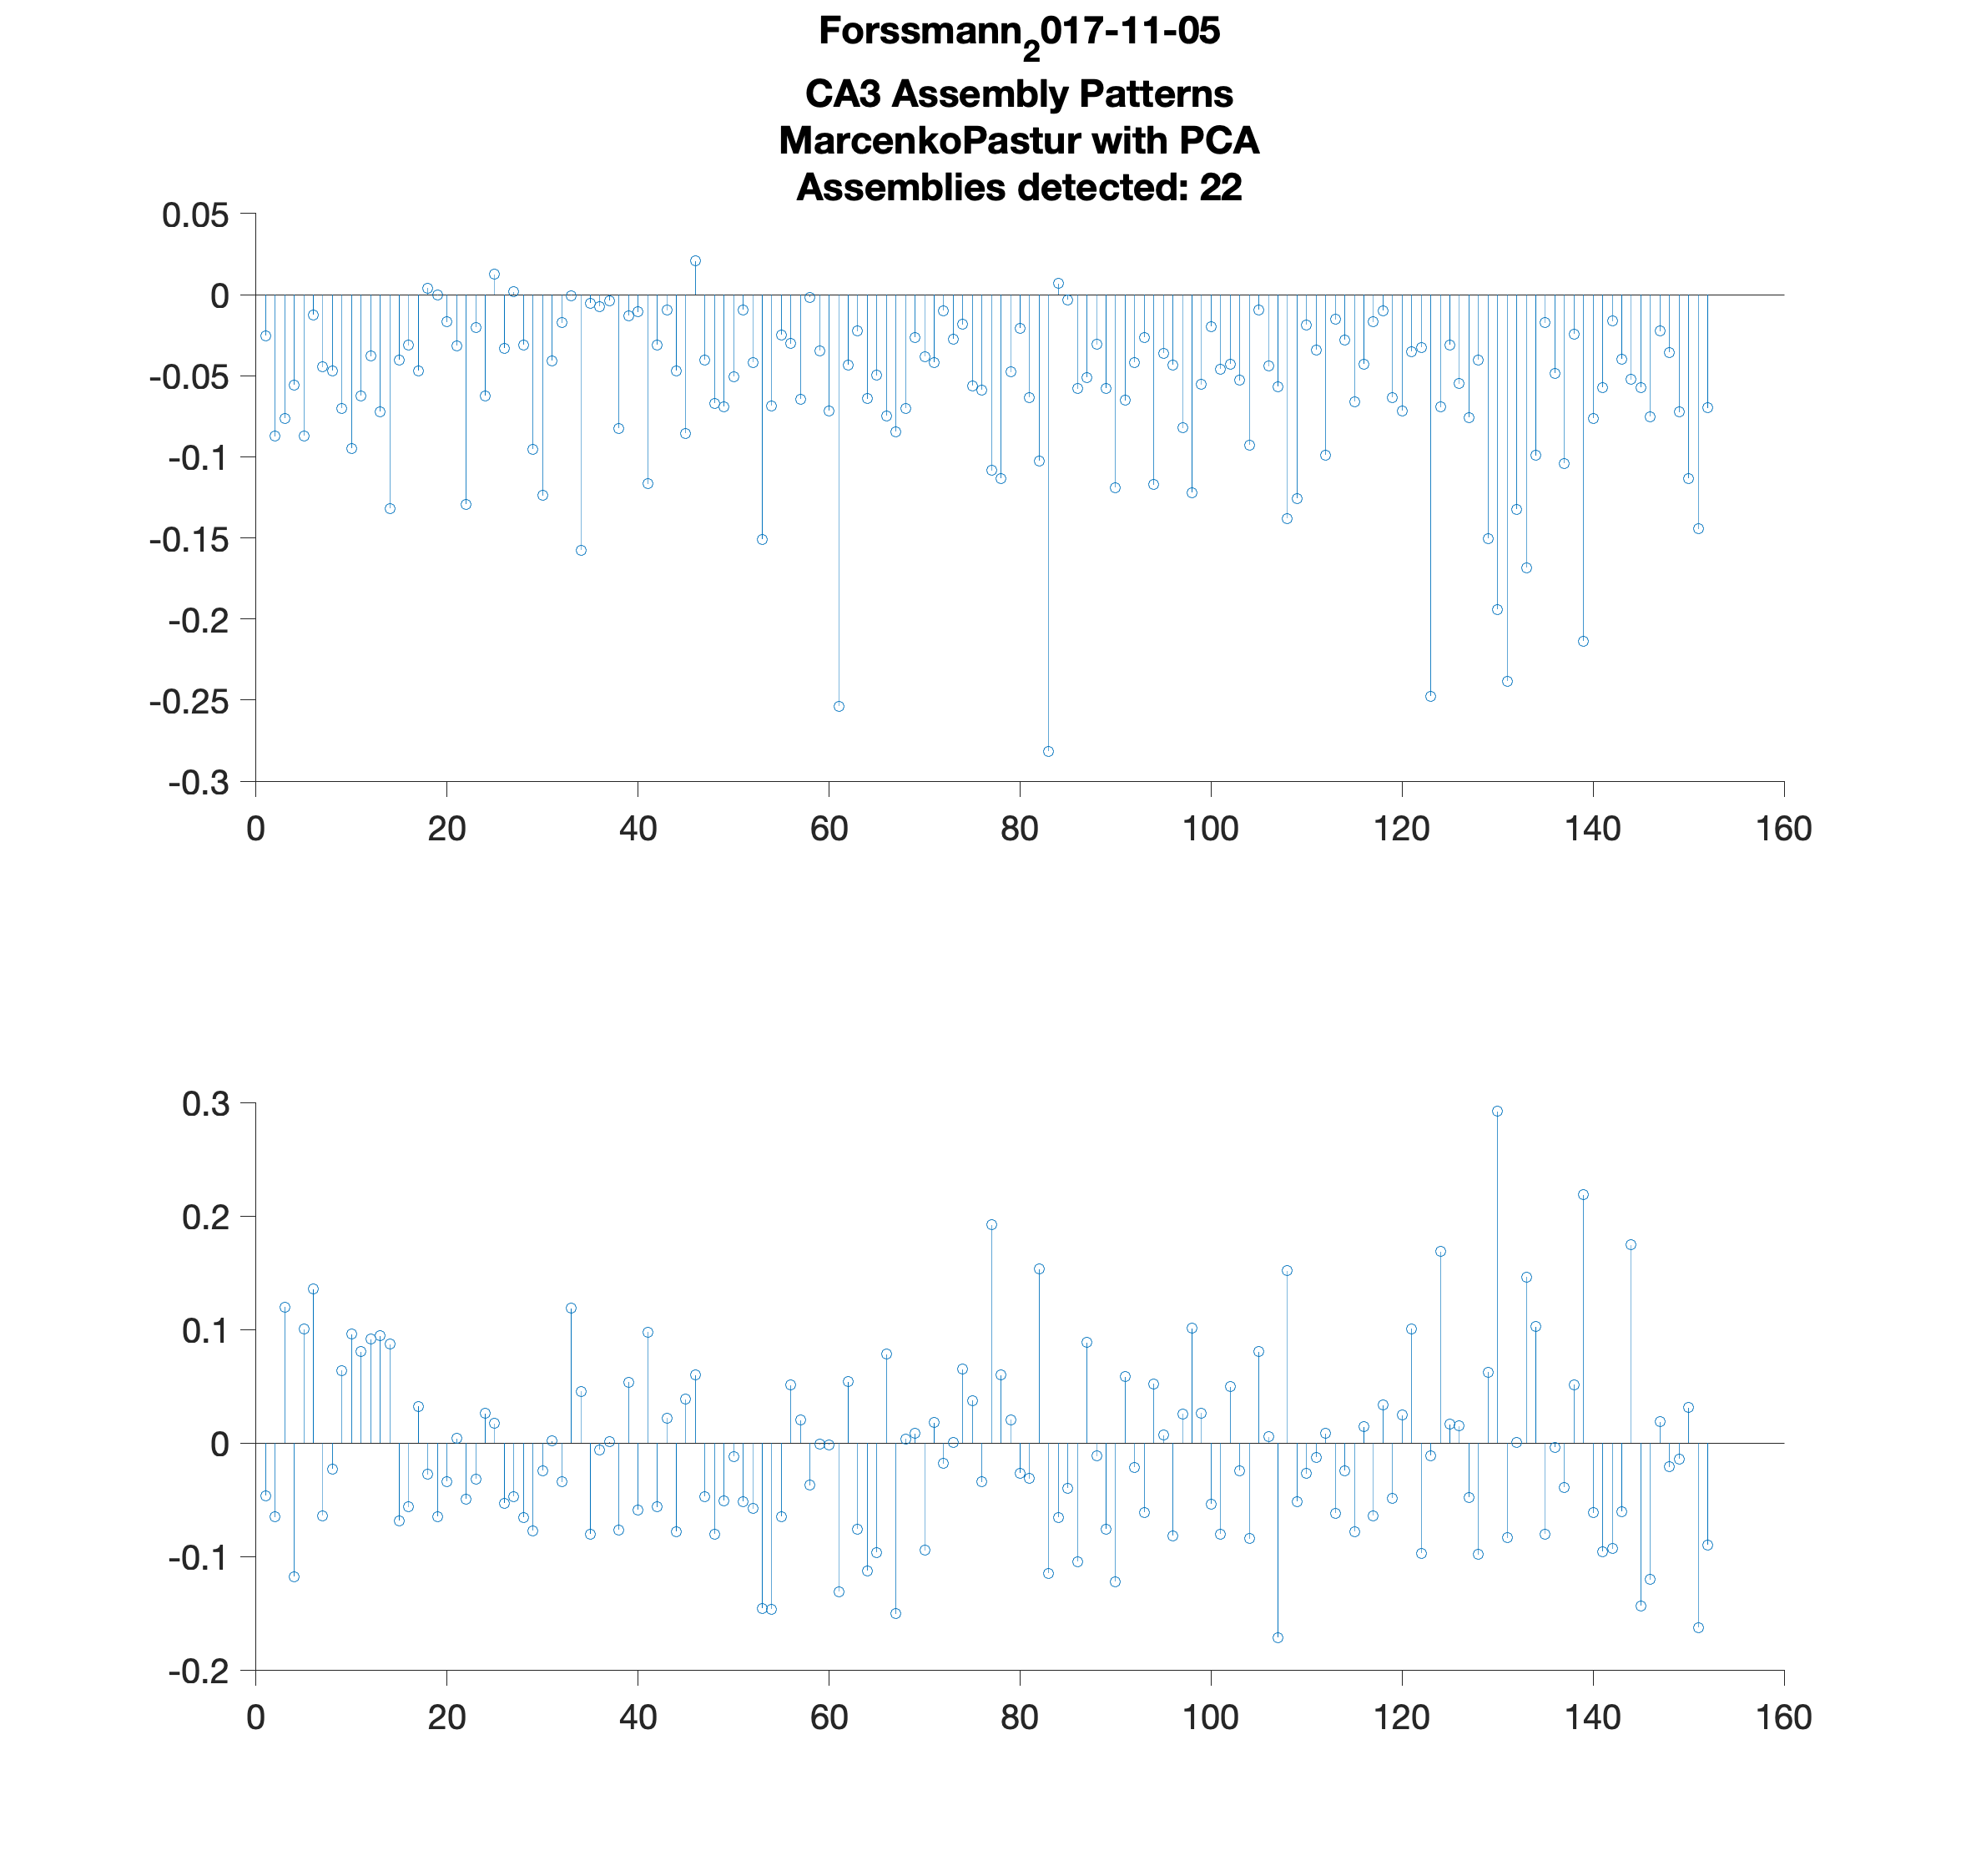 Forssmann₂017-11-05
CA3 Assembly Patterns
MarcenkoPastur with PCA
Assemblies detected: 22
0.05
0
-0.05
-0.1
-0.15
-0.2
-0.25
-0.3
0 20 40 60 80 100 120 140 160
0.3
0.2
0.1
0
-0.1
-0.2
0 20 40 60 80 100 120 140 160